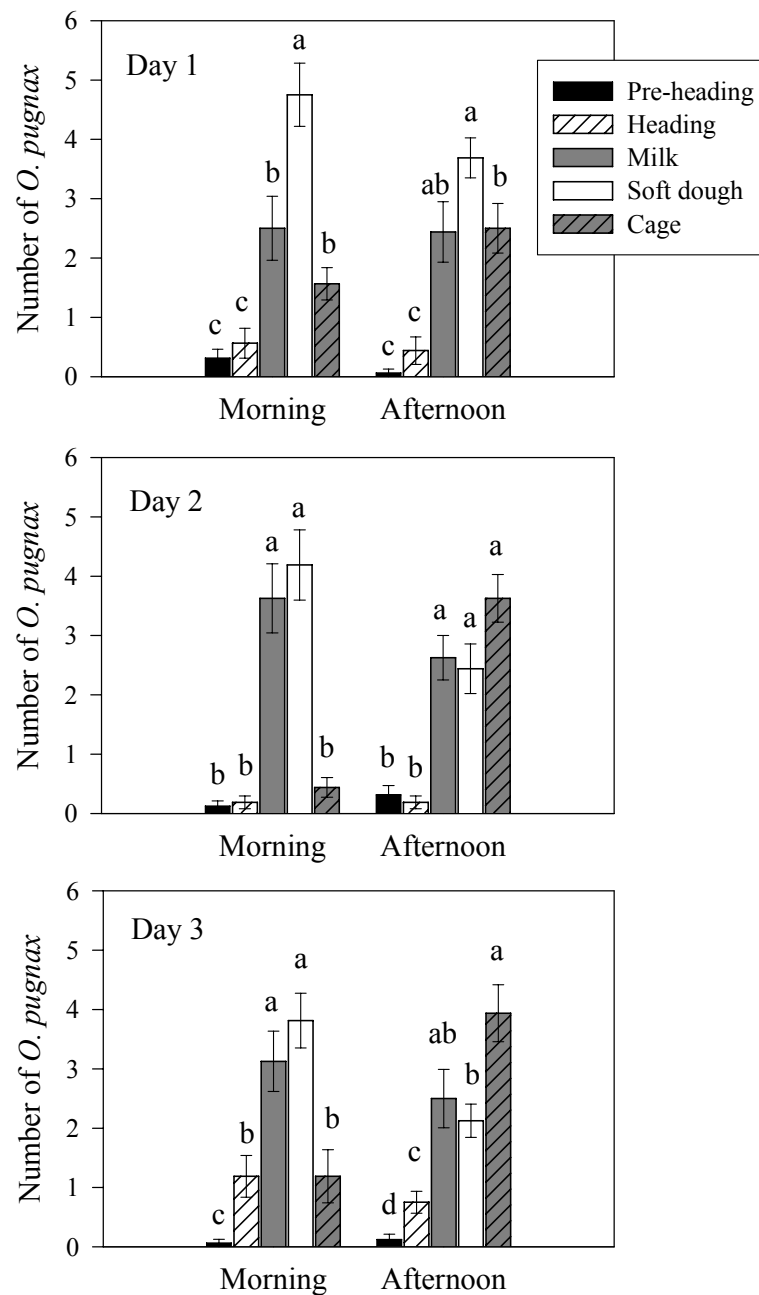 Day 1
Number of O. pugnax
6
5
4
3
2
1
0
c
c
b
a
b
c
c
ab
a
b
Morning
Afternoon
Pre-heading
Heading
Milk
Soft dough
Cage
Day 2
Number of O. pugnax
6
5
4
3
2
1
0
b
b
a
a
b
b
b
a
a
a
Morning
Afternoon
Day 3
Number of O. pugnax
6
5
4
3
2
1
0
c
b
a
a
b
d
c
ab
b
a
Morning
Afternoon